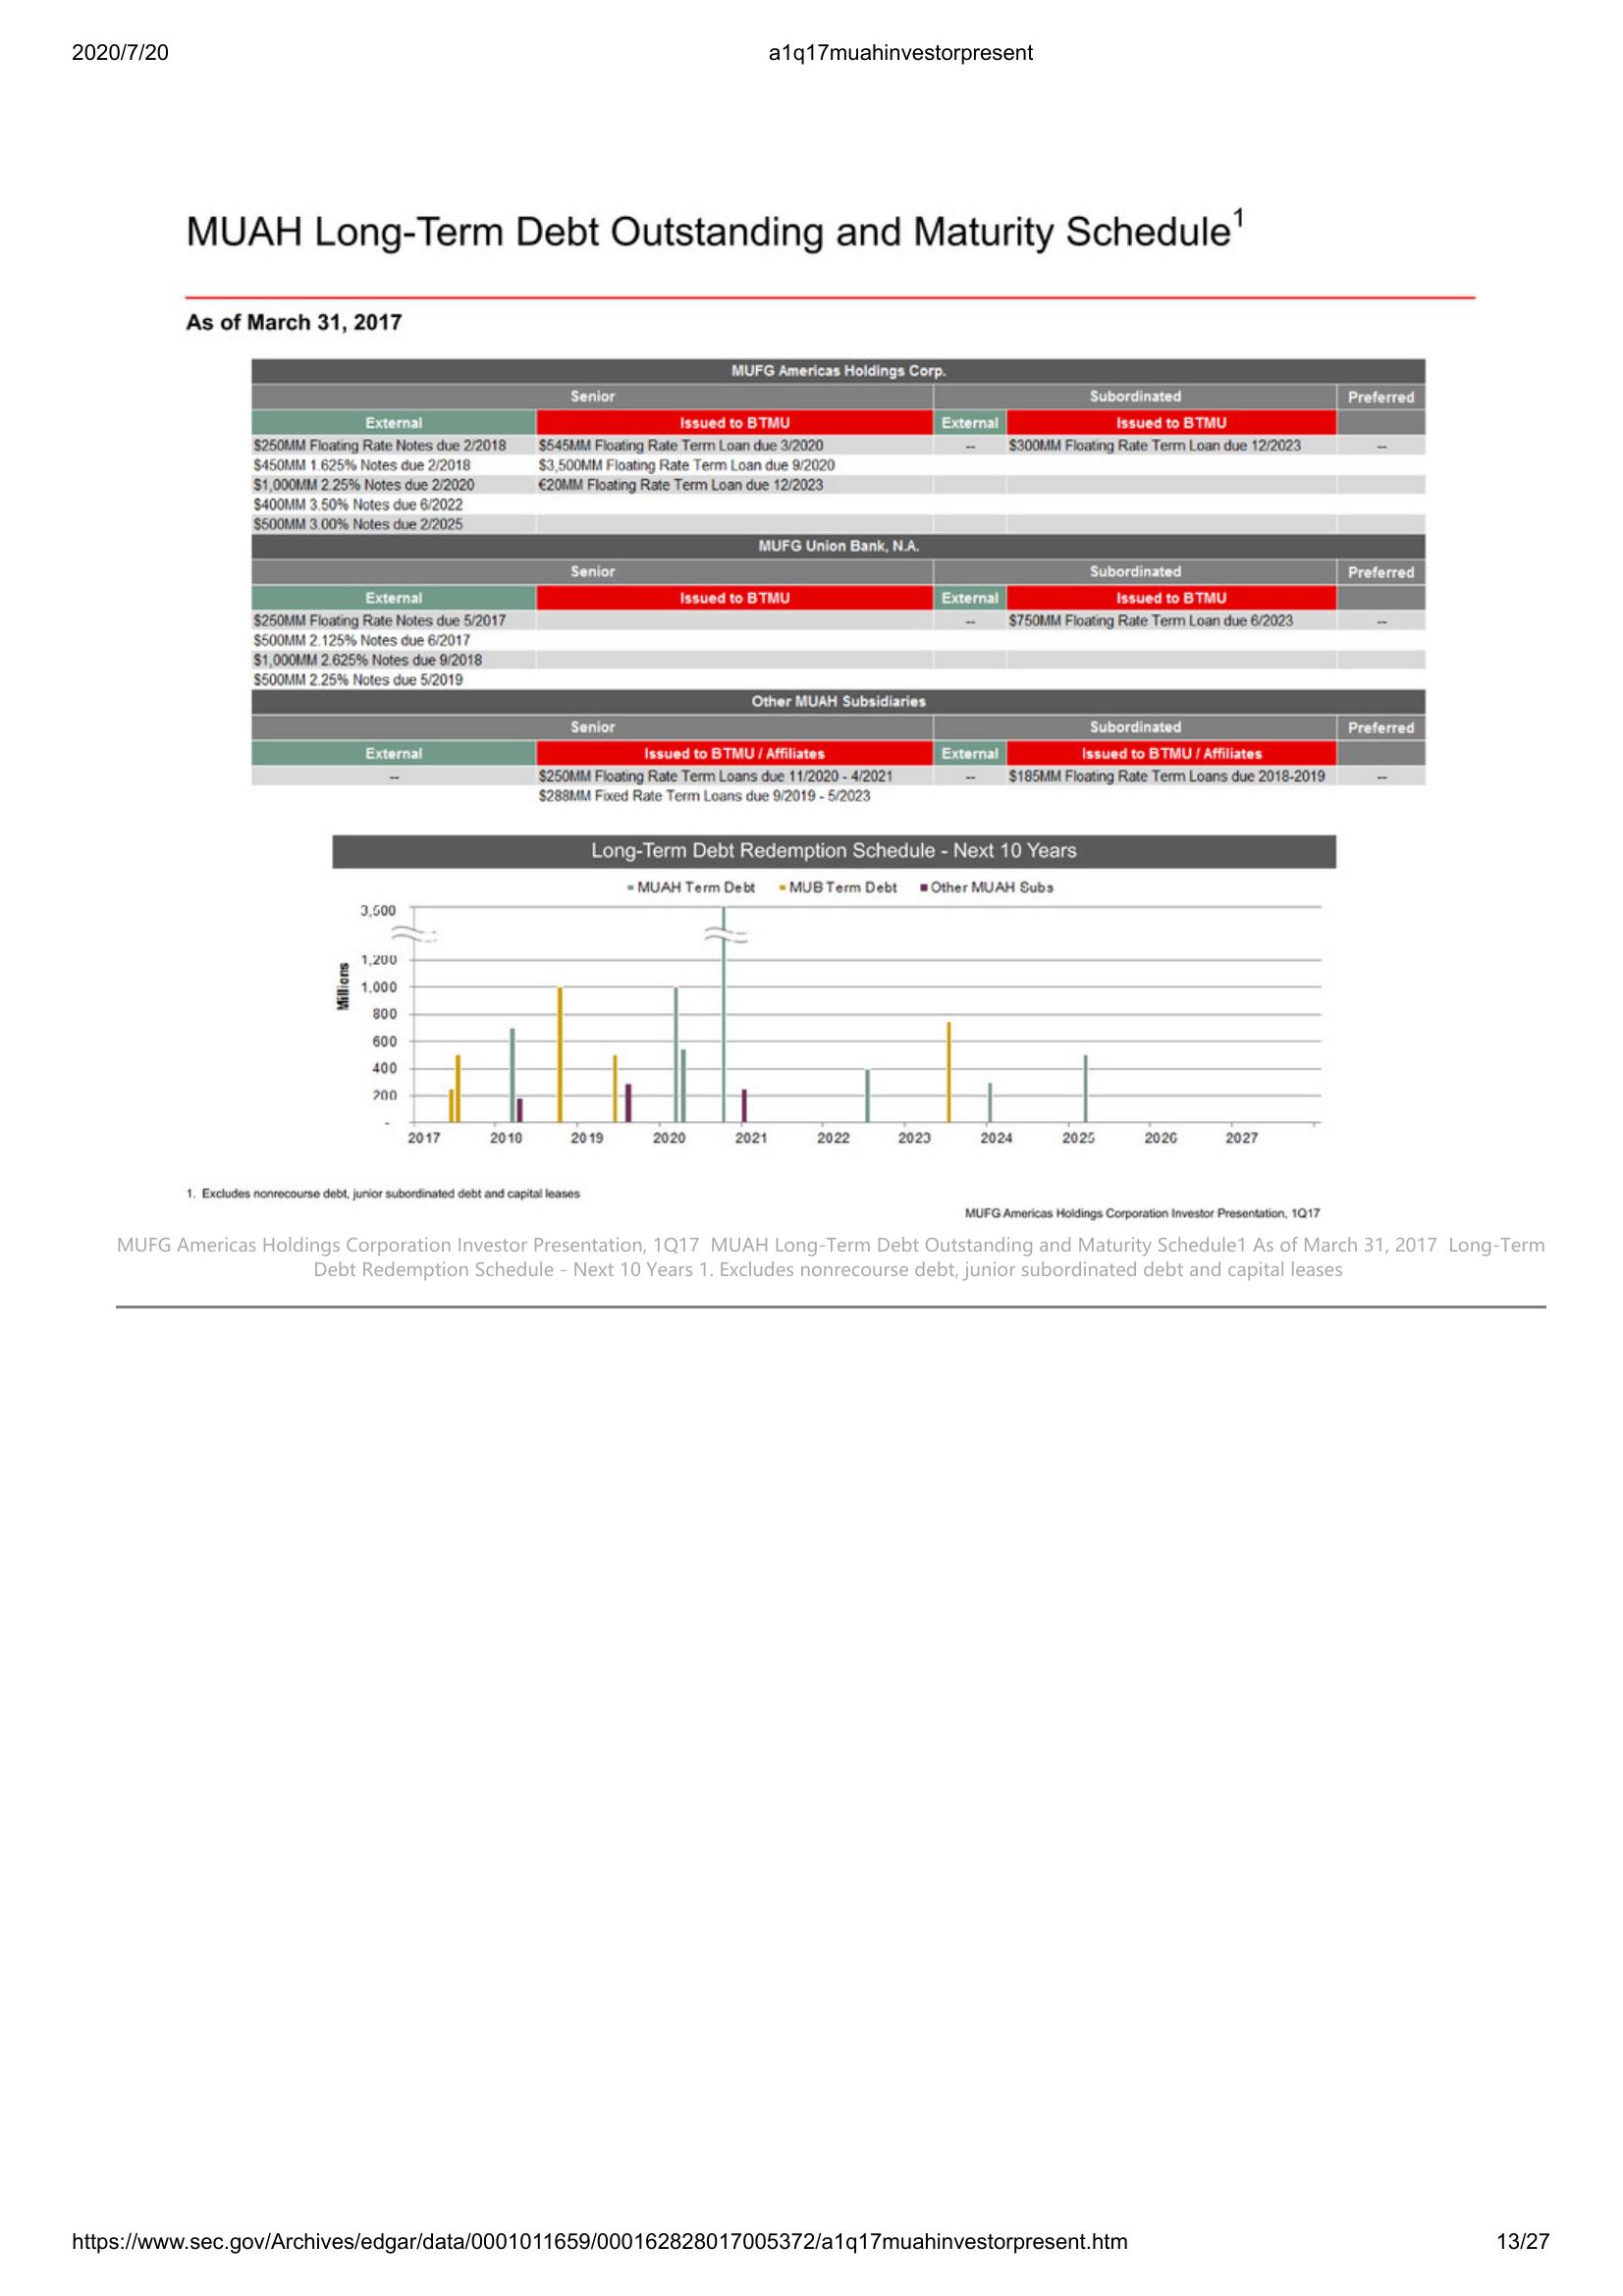 2020/7/20 a1q17muahinvestorpresent
MUAH Long-Term Debt Outstanding and Maturity Schedule1
As of March 31, 2017
MUFG Americas Holdings Corp.
Senior Subordinated Preferred
External Issued to BTMU External Issued to BTMU
$250MM Floating Rate Notes due 2/2018 $545MM Floating Rate Term Loan due 3/2020 -- $300MM Floating Rate Term Loan due 12/2023 --
$450MM 1.625% Notes due 2/2018 $3,500MM Floating Rate Term Loan due 9/2020
$1,000MM 2.25% Notes due 2/2020 €20MM Floating Rate Term Loan due 12/2023
$400MM 3.50% Notes due 6/2022
$500MM 3.00% Notes due 2/2025
MUFG Union Bank, N.A.
Senior Subordinated Preferred
External Issued to BTMU External Issued to BTMU
$250MM Floating Rate Notes due 5/2017 -- $750MM Floating Rate Term Loan due 6/2023 --
$500MM 2.125% Notes due 6/2017
$1,000MM 2.625% Notes due 9/2018
$500MM 2.25% Notes due 5/2019
Other MUAH Subsidiaries
Senior Subordinated Preferred
External Issued to BTMU / Affiliates External Issued to BTMU / Affiliates
-- $250MM Floating Rate Term Loans due 11/2020 - 4/2021 -- $185MM Floating Rate Term Loans due 2018-2019 --
$288MM Fixed Rate Term Loans due 9/2019 - 5/2023
Long-Term Debt Redemption Schedule - Next 10 Years
MUAH Term Debt MUB Term Debt Other MUAH Subs
Millions
3,500
1,200
1,000
800
600
400
200
-
2017 2018 2019 2020 2021 2022 2023 2024 2025 2026 2027
1. Excludes nonrecourse debt, junior subordinated debt and capital leases
MUFG Americas Holdings Corporation Investor Presentation, 1Q17
MUFG Americas Holdings Corporation Investor Presentation, 1Q17 MUAH Long-Term Debt Outstanding and Maturity Schedule1 As of March 31, 2017 Long-Term
Debt Redemption Schedule - Next 10 Years 1. Excludes nonrecourse debt, junior subordinated debt and capital leases
https://www.sec.gov/Archives/edgar/data/0001011659/000162828017005372/a1q17muahinvestorpresent.htm 13/27